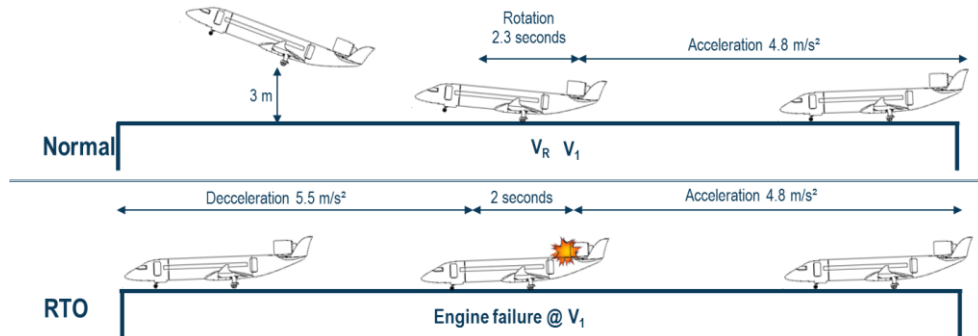 Rotation
2.3 seconds
Acceleration 4.8 m/s²
3 m
Normal
V_R V₁
Decceleration 5.5 m/s²
2 seconds
Acceleration 4.8 m/s²
RTO
Engine failure @ V₁